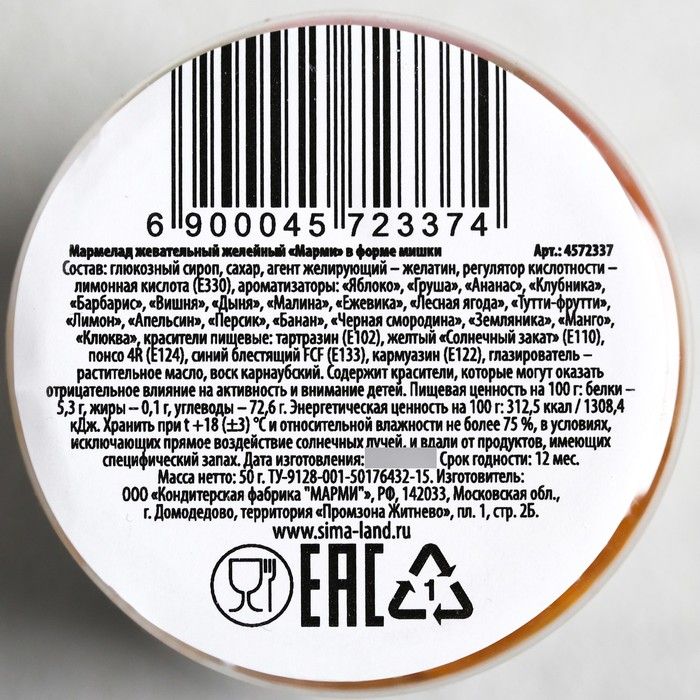 6 900045 723374
Мармелад жевательный желейный «Марми» в форме мишки Арт.: 4572337
Состав: глюкозный сироп, сахар, агент желирующий – желатин, регулятор кислотности –
лимонная кислота (Е330), ароматизаторы: «Яблоко», «Груша», «Ананас», «Клубника»,
«Барбарис», «Вишня», «Дыня», «Малина», «Ежевика», «Лесная ягода», «Тутти-фрутти»,
«Лимон», «Апельсин», «Персик», «Банан», «Черная смородина», «Земляника», «Манго»,
«Клюква», красители пищевые: тартразин (Е102), желтый «Солнечный закат» (Е110),
понсо 4R (Е124), синий блестящий FCF (Е133), кармуазин (Е122), глазирователь –
растительное масло, воск карнаубский. Содержит красители, которые могут оказать
отрицательное влияние на активность и внимание детей. Пищевая ценность на 100 г: белки –
5,3 г, жиры – 0,1 г, углеводы – 72,6 г. Энергетическая ценность на 100 г: 312,5 ккал / 1308,4
кДж. Хранить при t +18 (±3) °С и относительной влажности не более 75 %, в условиях,
исключающих прямое воздействие солнечных лучей, и вдали от продуктов, имеющих
специфический запах. Дата изготовления: Срок годности: 12 мес.
Масса нетто: 50 г. ТУ-9128-001-50176432-15. Изготовитель:
ООО «Кондитерская фабрика "МАРМИ"», РФ, 142033, Московская обл.,
г. Домодедово, территория «Промзона Житнево», пл. 1, стр. 2Б.
www.sima-land.ru
EAC 1